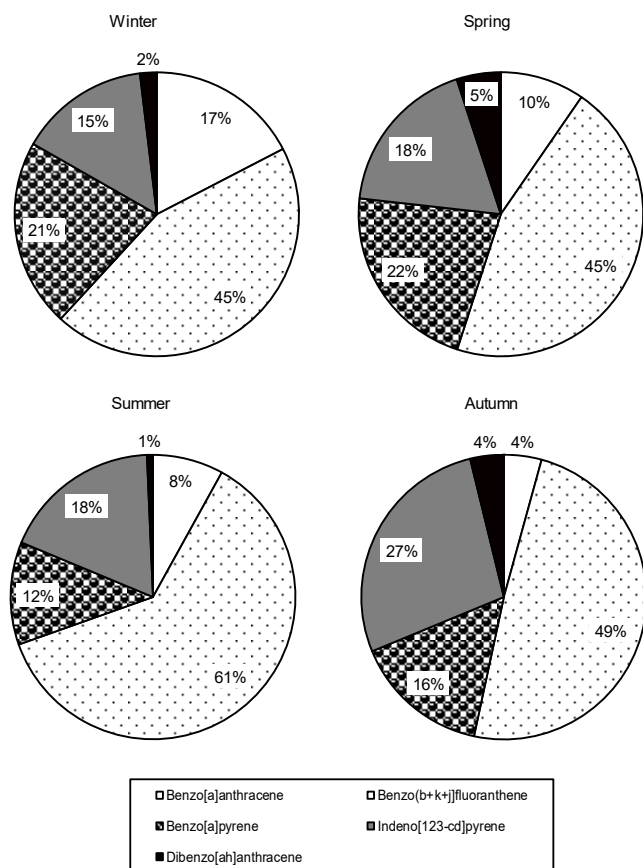 Winter
Spring
2%
17%
15%
21%
45%
5%
10%
18%
22%
45%
Summer
Autumn
1%
8%
18%
12%
61%
4%
4%
27%
16%
49%
Benzo[a]anthracene
Benzo(b+k+j]fluoranthene
Benzo[a]pyrene
Indeno[123-cd]pyrene
Dibenzo[ah]anthracene